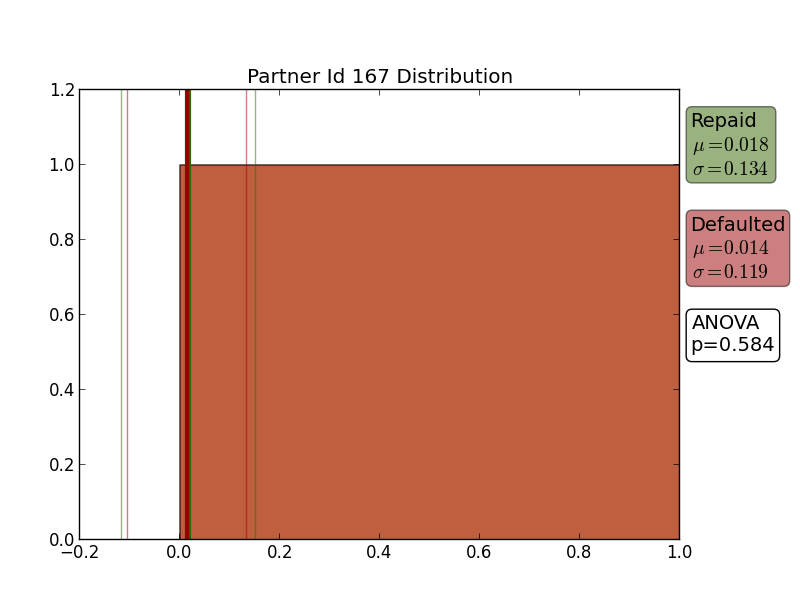 Partner Id 167 Distribution
1.2
1.0
0.8
0.6
0.4
0.2
0.0
−0.2 0.0 0.2 0.4 0.6 0.8 1.0
Repaid
μ=0.018
σ=0.134
Defaulted
μ=0.014
σ=0.119
ANOVA
p=0.584